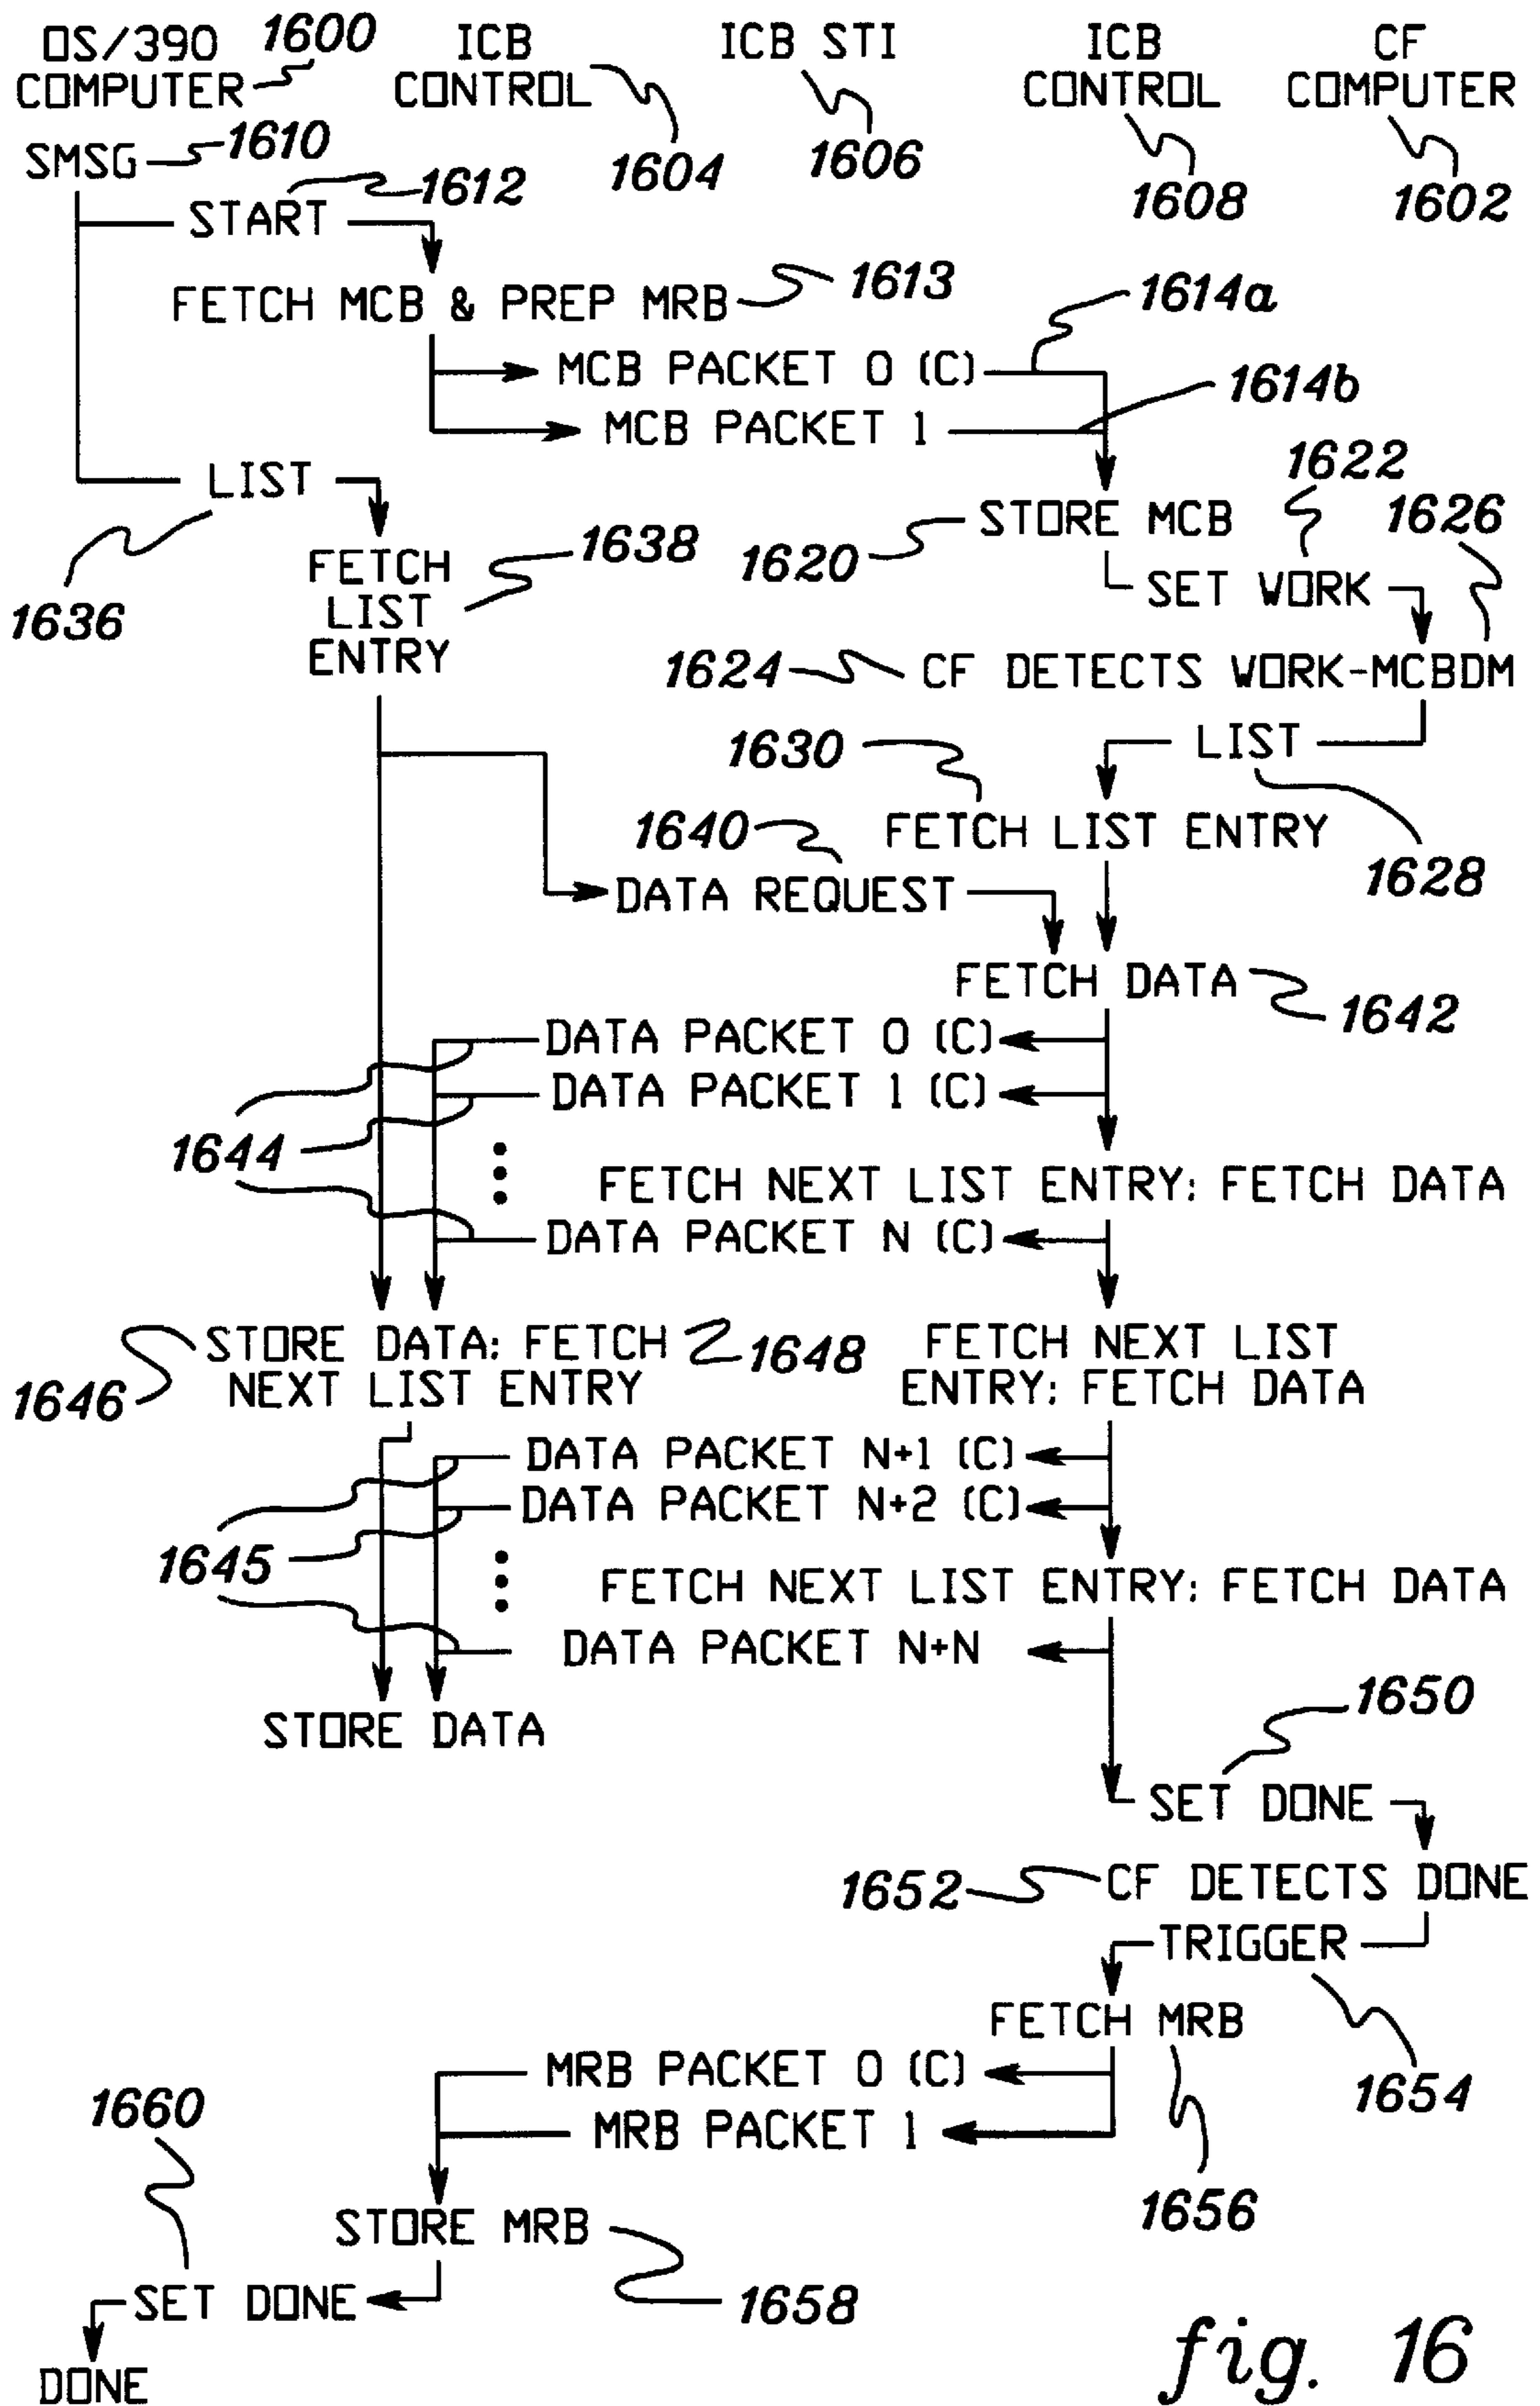 OS/390 COMPUTER 1600
ICB CONTROL 1604
ICB STI 1606
ICB CONTROL 1608
CF COMPUTER 1602
SMSG 1610
START 1612
FETCH MCB & PREP MRB 1613
MCB PACKET 0 (C) 1614a
MCB PACKET 1 1614b
LIST 1636
STORE MCB 1620
SET WORK 1622
1626
FETCH
LIST
ENTRY
1638
1624 CF DETECTS WORK-MCBDM
LIST 1628
1630
FETCH LIST ENTRY
1640
DATA REQUEST
FETCH DATA 1642
DATA PACKET 0 (C)
DATA PACKET 1 (C)
1644
FETCH NEXT LIST ENTRY; FETCH DATA
DATA PACKET N (C)
1646 STORE DATA; FETCH 1648
NEXT LIST ENTRY
FETCH NEXT LIST
ENTRY; FETCH DATA
DATA PACKET N+1 (C)
DATA PACKET N+2 (C)
1645
FETCH NEXT LIST ENTRY; FETCH DATA
DATA PACKET N+N
STORE DATA
1650
SET DONE
1652 CF DETECTS DONE
TRIGGER
1654
FETCH MRB
1656
MRB PACKET 0 (C)
MRB PACKET 1
1660
STORE MRB
1658
SET DONE
DONE
fig. 16